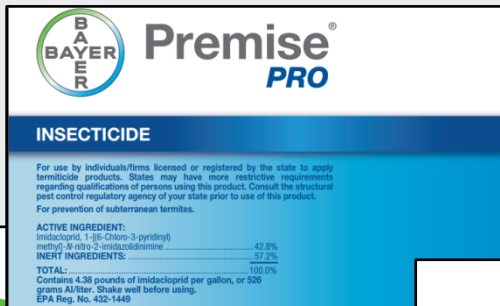 BAYER
BAYER
Premise®
PRO
INSECTICIDE
For use by individuals/firms licensed or registered by the state to apply
termiticide products. States may have more restrictive requirements
regarding qualifications of persons using this product. Consult the structural
pest control regulatory agency of your state prior to use of this product.
For prevention of subterranean termites.
ACTIVE INGREDIENT:
Imidacloprid, 1-[(6-Chloro-3-pyridinyl)
methyl]-N-nitro-2-imidazolidinimine ........ 42.8%
INERT INGREDIENTS: ........ 57.2%
TOTAL: ........ 100.0%
Contains 4.38 pounds of imidacloprid per gallon, or 526
grams AI/liter. Shake well before using.
EPA Reg. No. 432-1449